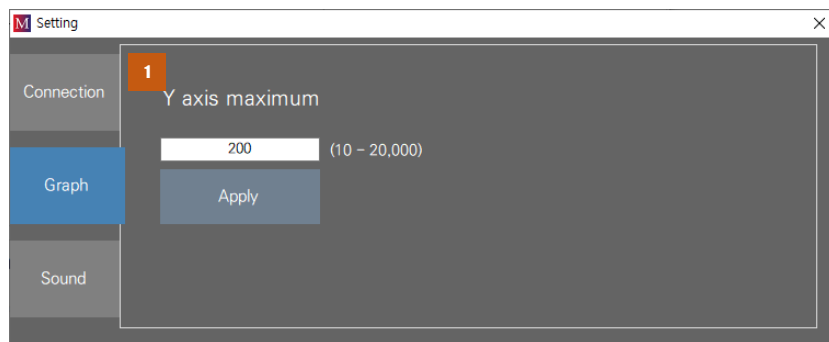 M Setting
Connection
1
Y axis maximum
200 (10 - 20,000)
Graph
Apply
Sound